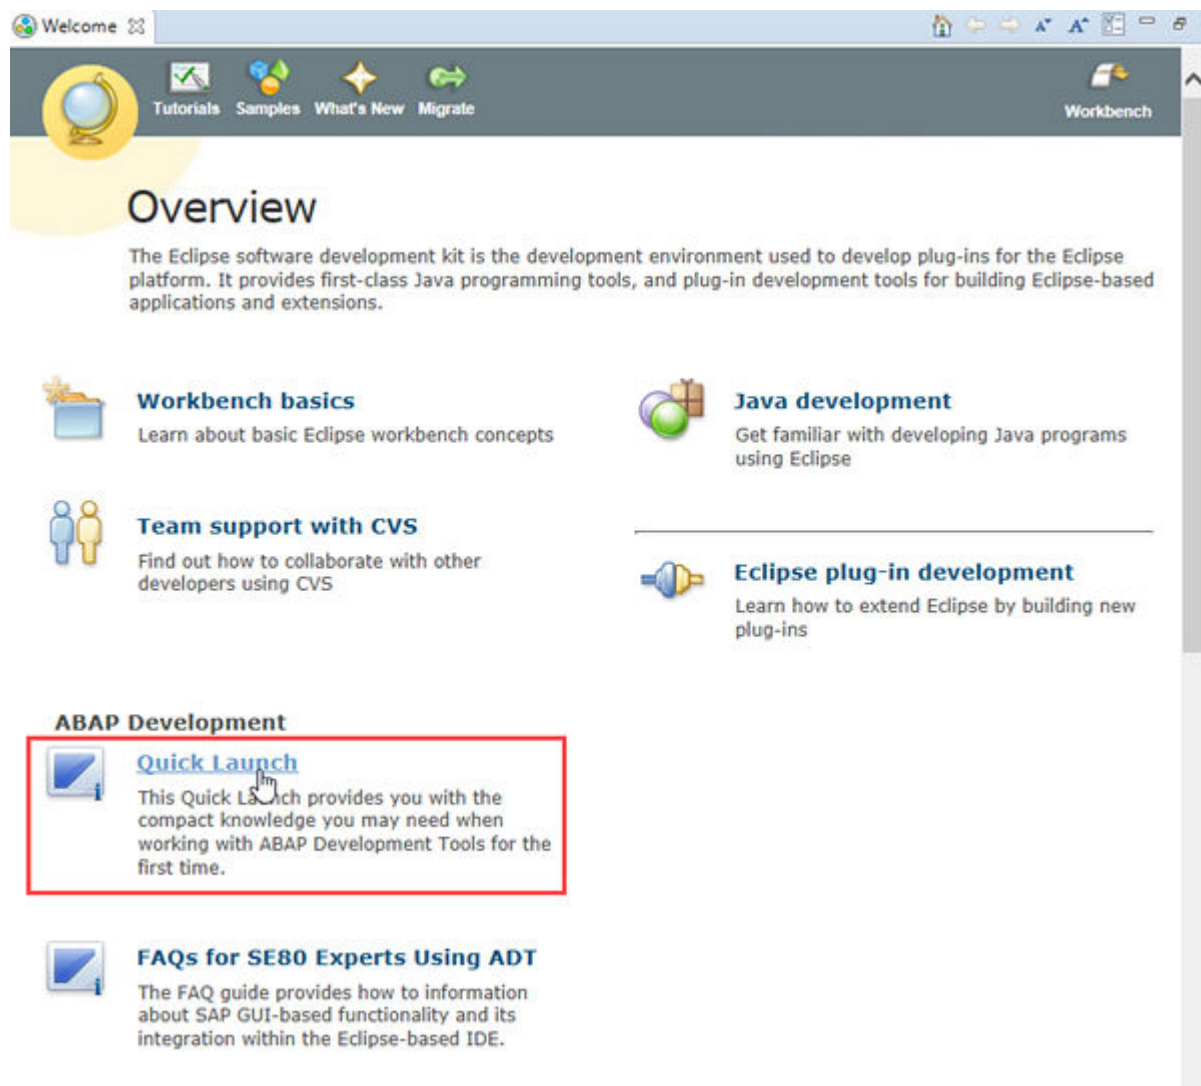 Welcome
Tutorials Samples What's New Migrate
Workbench
Overview
The Eclipse software development kit is the development environment used to develop plug-ins for the Eclipse
platform. It provides first-class Java programming tools, and plug-in development tools for building Eclipse-based
applications and extensions.
Workbench basics
Learn about basic Eclipse workbench concepts
Java development
Get familiar with developing Java programs
using Eclipse
Team support with CVS
Find out how to collaborate with other
developers using CVS
Eclipse plug-in development
Learn how to extend Eclipse by building new
plug-ins
ABAP Development
Quick Launch
This Quick Launch provides you with the
compact knowledge you may need when
working with ABAP Development Tools for the
first time.
FAQs for SE80 Experts Using ADT
The FAQ guide provides how to information
about SAP GUI-based functionality and its
integration within the Eclipse-based IDE.